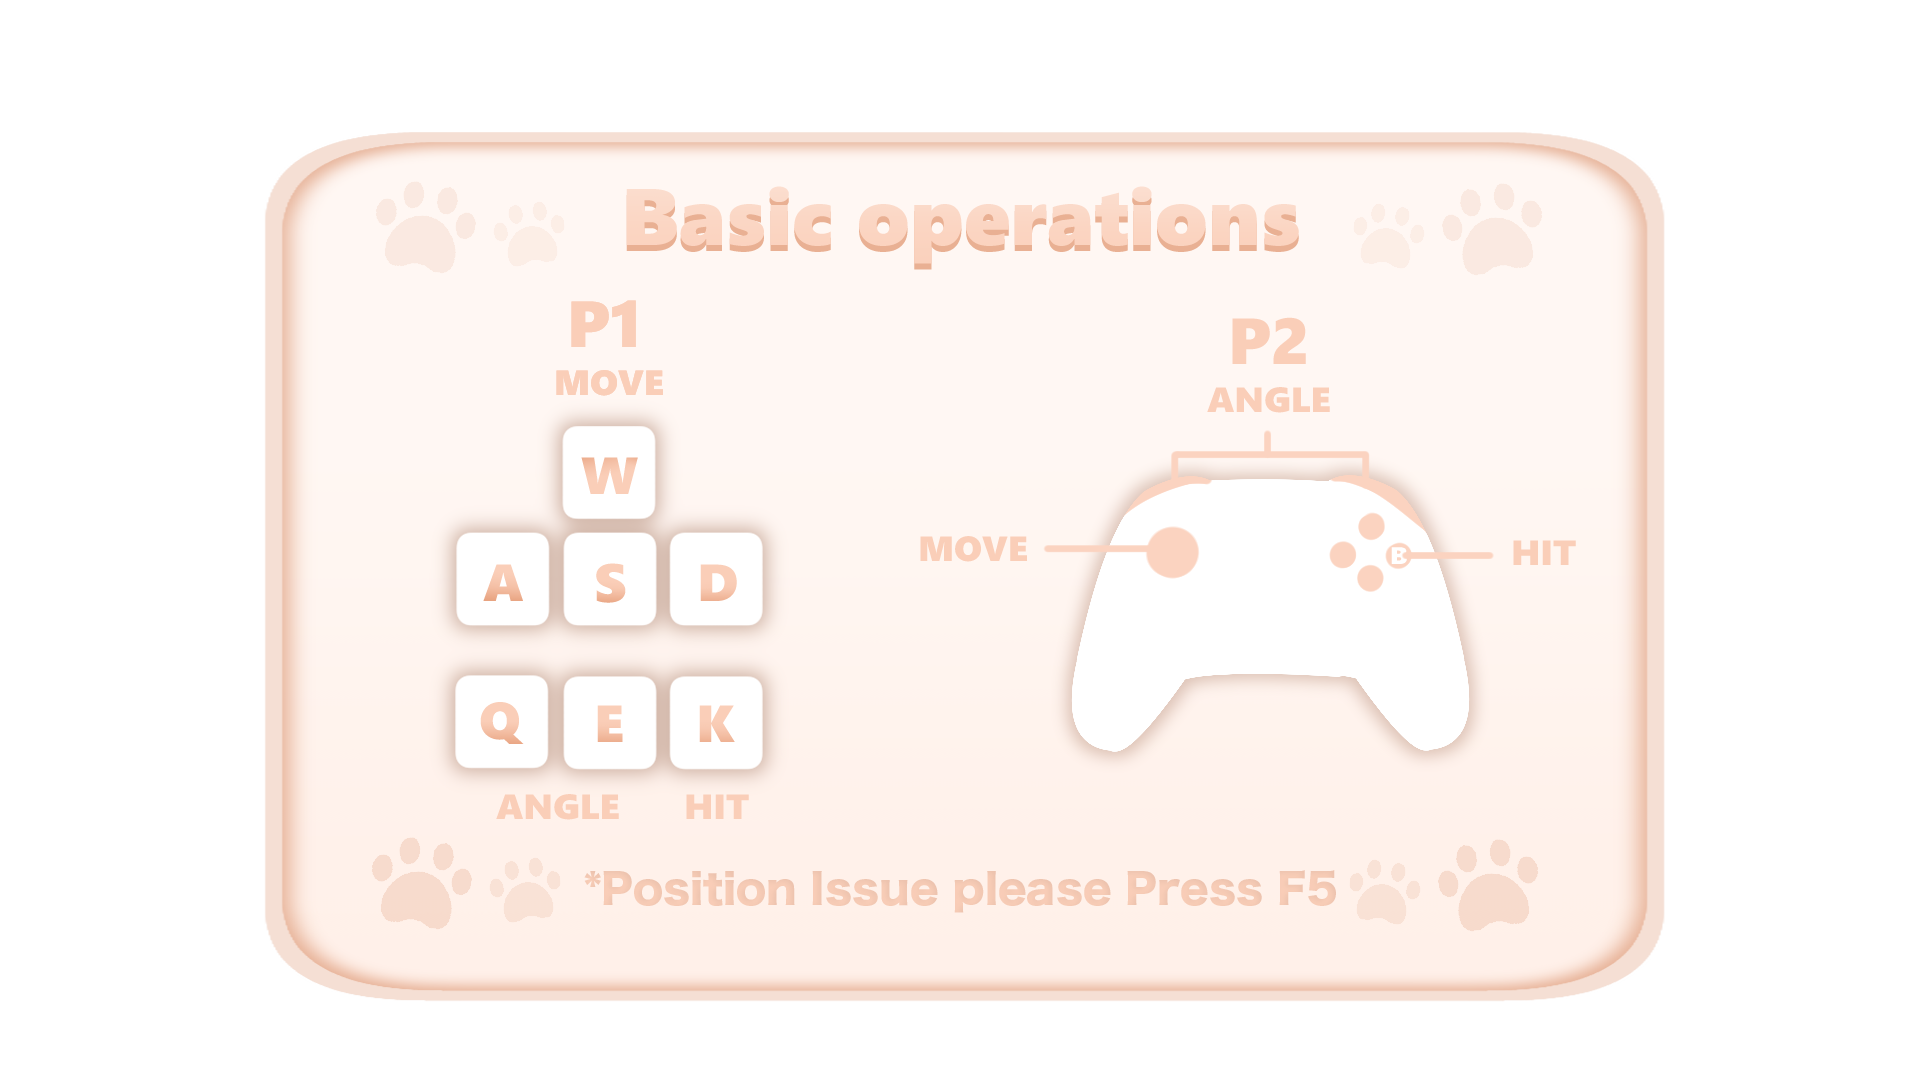 Basic operations
P1
MOVE
W
A S D
Q E K
ANGLE HIT
P2
ANGLE
MOVE
B
HIT
*Position Issue please Press F5